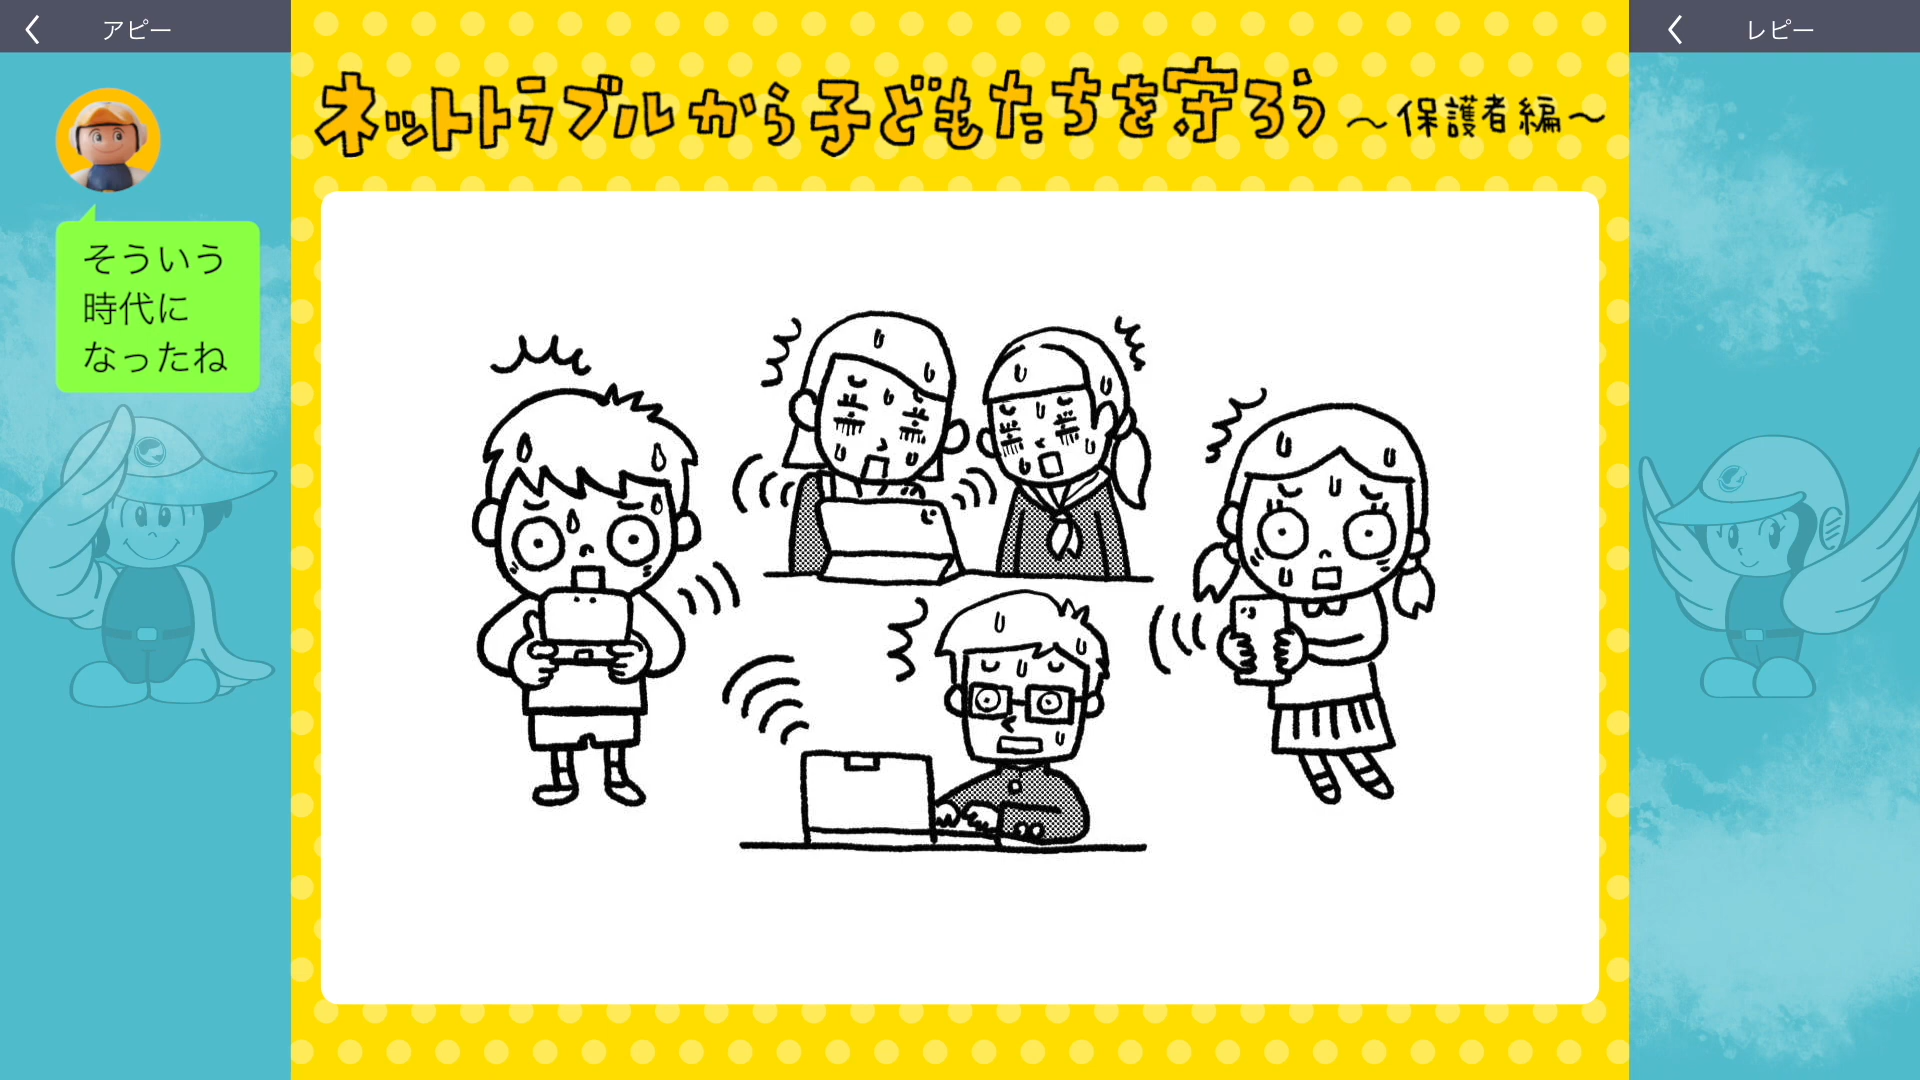 アピー
ネットトラブルから子どもたちを守ろう ～保護者編～
レピー
そういう
時代に
なったね